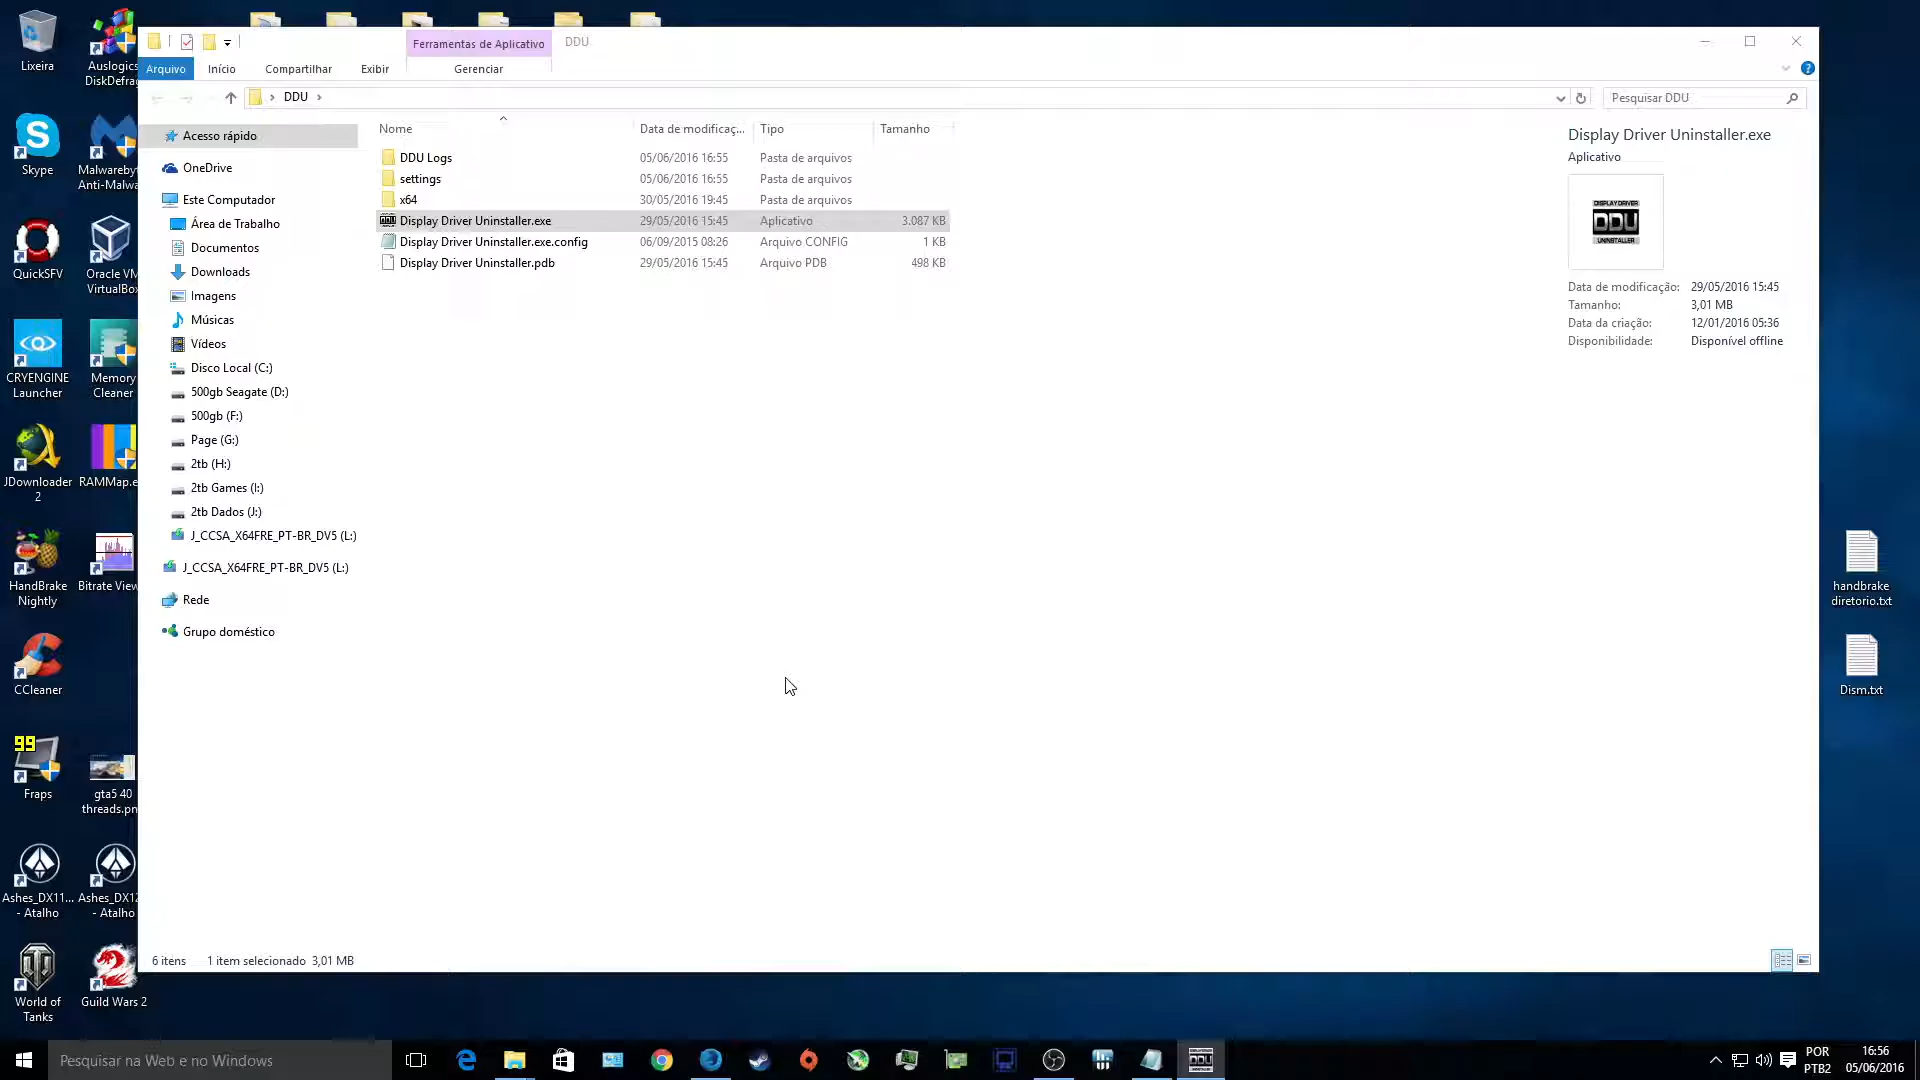 Lixeira
Auslogics
DiskDefrag
Skype
Malwareby
Anti-Malwa
QuickSFV
Oracle VM
VirtualBox
CRYENGINE
Launcher
Memory
Cleaner
JDownloader
2
RAMMap.e
HandBrake
Nightly
Bitrate View
CCleaner
99
Fraps
gta5 40
threads.pn
Ashes_DX11...
- Atalho
Ashes_DX12
- Atalho
World of
Tanks
Guild Wars 2
Ferramentas de Aplicativo
DDU
Arquivo
Início
Compartilhar
Exibir
Gerenciar
DDU
Pesquisar DDU
Acesso rápido
OneDrive
Este Computador
Área de Trabalho
Documentos
Downloads
Imagens
Músicas
Vídeos
Disco Local (C:)
500gb Seagate (D:)
500gb (F:)
Page (G:)
2tb (H:)
2tb Games (I:)
2tb Dados (J:)
J_CCSA_X64FRE_PT-BR_DV5 (L:)
J_CCSA_X64FRE_PT-BR_DV5 (L:)
Rede
Grupo doméstico
Nome Data de modificaç... Tipo Tamanho
DDU Logs 05/06/2016 16:55 Pasta de arquivos
settings 05/06/2016 16:55 Pasta de arquivos
x64 30/05/2016 19:45 Pasta de arquivos
Display Driver Uninstaller.exe 29/05/2016 15:45 Aplicativo 3.087 KB
Display Driver Uninstaller.exe.config 06/09/2015 08:26 Arquivo CONFIG 1 KB
Display Driver Uninstaller.pdb 29/05/2016 15:45 Arquivo PDB 498 KB
Display Driver Uninstaller.exe
Aplicativo
DISPLAY DRIVER
DDU
UNINSTALLER
Data de modificação: 29/05/2016 15:45
Tamanho: 3,01 MB
Data da criação: 12/01/2016 05:36
Disponibilidade: Disponível offline
6 itens 1 item selecionado 3,01 MB
handbrake
diretorio.txt
Dism.txt
Pesquisar na Web e no Windows
POR
PTB2
16:56
05/06/2016